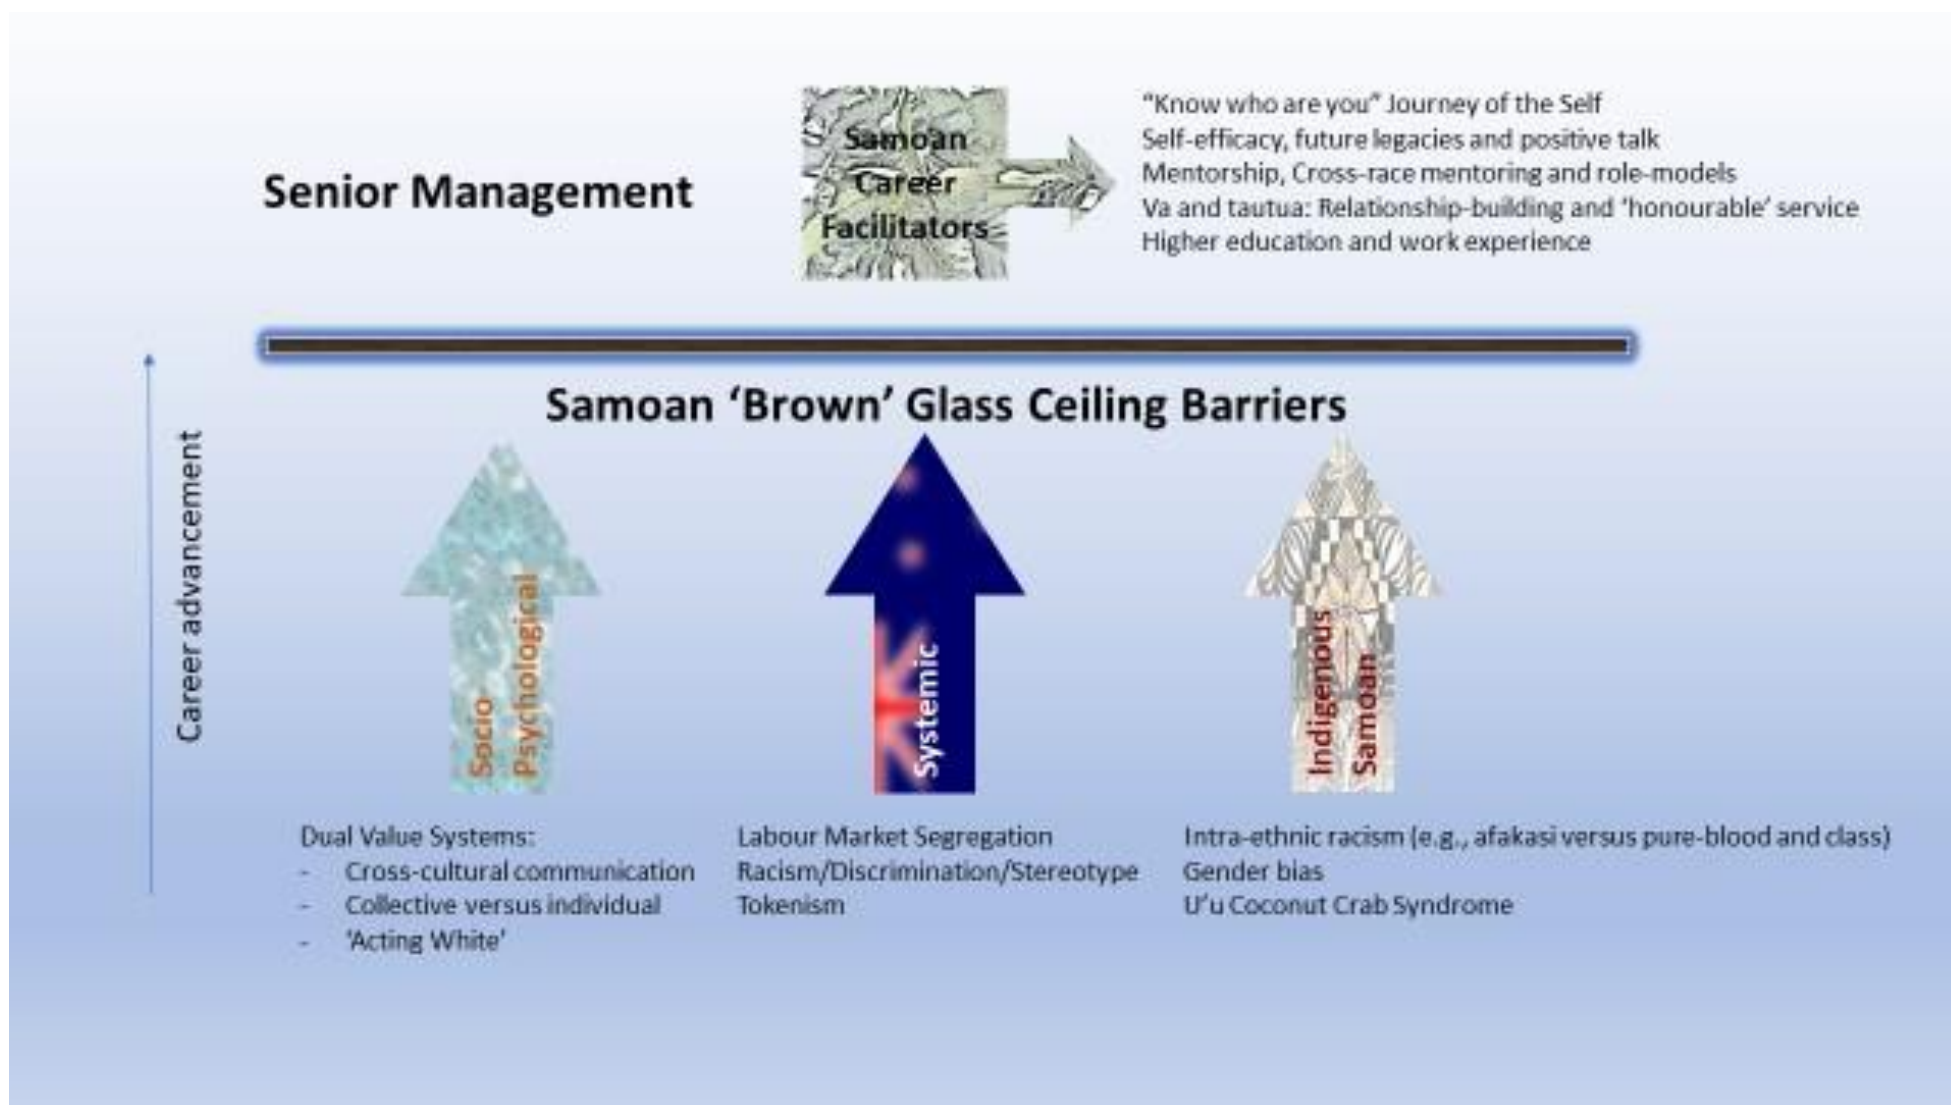 Senior Management
Samoan
Career
Facilitators
“Know who are you” Journey of the Self
Self-efficacy, future legacies and positive talk
Mentorship, Cross-race mentoring and role-models
Va and tautua: Relationship-building and ‘honourable’ service
Higher education and work experience
Samoan ‘Brown’ Glass Ceiling Barriers
Career advancement
Socio
Psychological
Systemic
Indigenous
Samoan
Dual Value Systems:
- Cross-cultural communication
- Collective versus individual
- ‘Acting White’
Labour Market Segregation
Racism/Discrimination/Stereotype
Tokenism
Intra-ethnic racism (e.g., afakasi versus pure-blood and class)
Gender bias
U’u Coconut Crab Syndrome